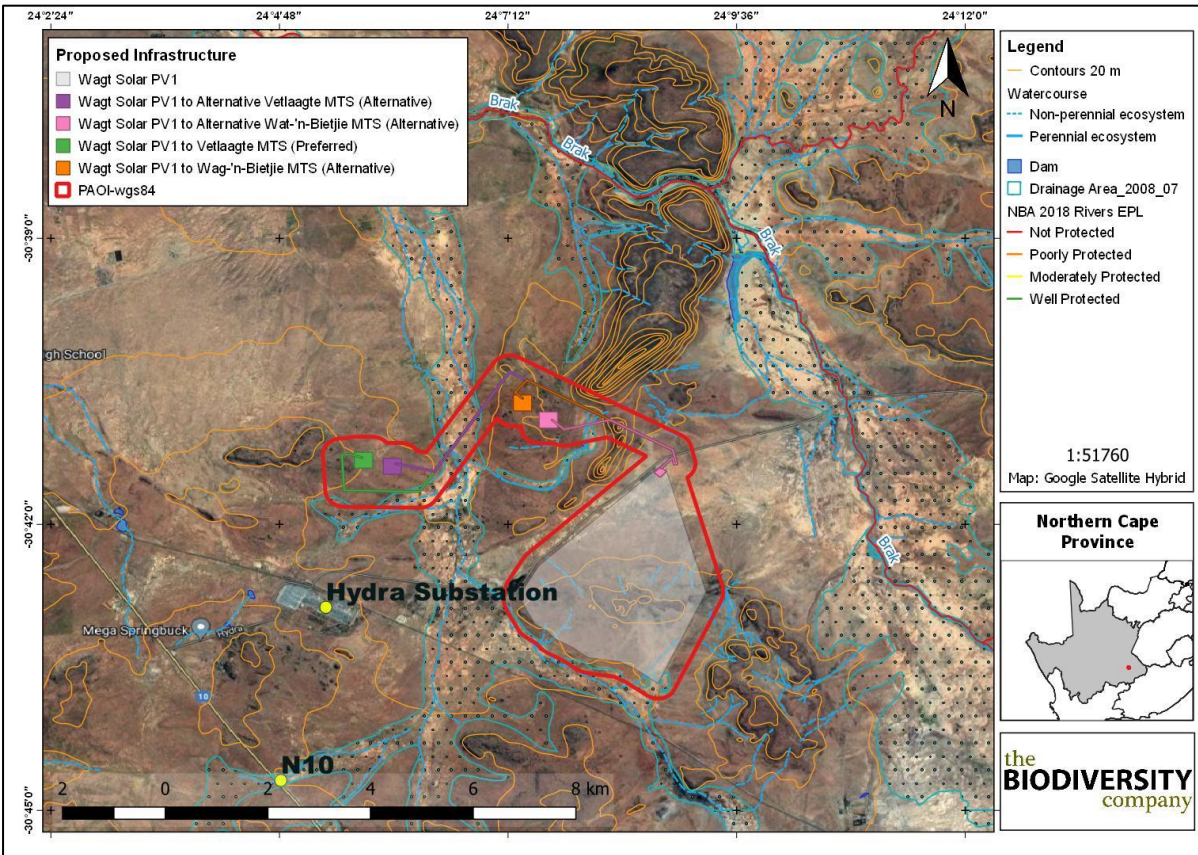 24°2'24" 24°4'48" 24°7'12" 24°9'36" 24°12'0"
-30°39'0"
-30°42'0"
-30°45'0"
Proposed Infrastructure
Wagt Solar PV1
Wagt Solar PV1 to Alternative Vetlaagte MTS (Alternative)
Wagt Solar PV1 to Alternative Wat-'n-Bietjie MTS (Alternative)
Wagt Solar PV1 to Vetlaagte MTS (Preferred)
Wagt Solar PV1 to Wag-'n-Bietjie MTS (Alternative)
PAOI-wgs84
Brak
Brak
Brak
Brak
N
gh School
Hydra Substation
Mega Springbuck
Hydra
10
N10
2 0 2 4 6 8 km
Legend
Contours 20 m
Watercourse
Non-perennial ecosystem
Perennial ecosystem
Dam
Drainage Area_2008_07
NBA 2018 Rivers EPL
Not Protected
Poorly Protected
Moderately Protected
Well Protected
1:51760
Map: Google Satellite Hybrid
Northern Cape
Province
the
BIODIVERSITY
company